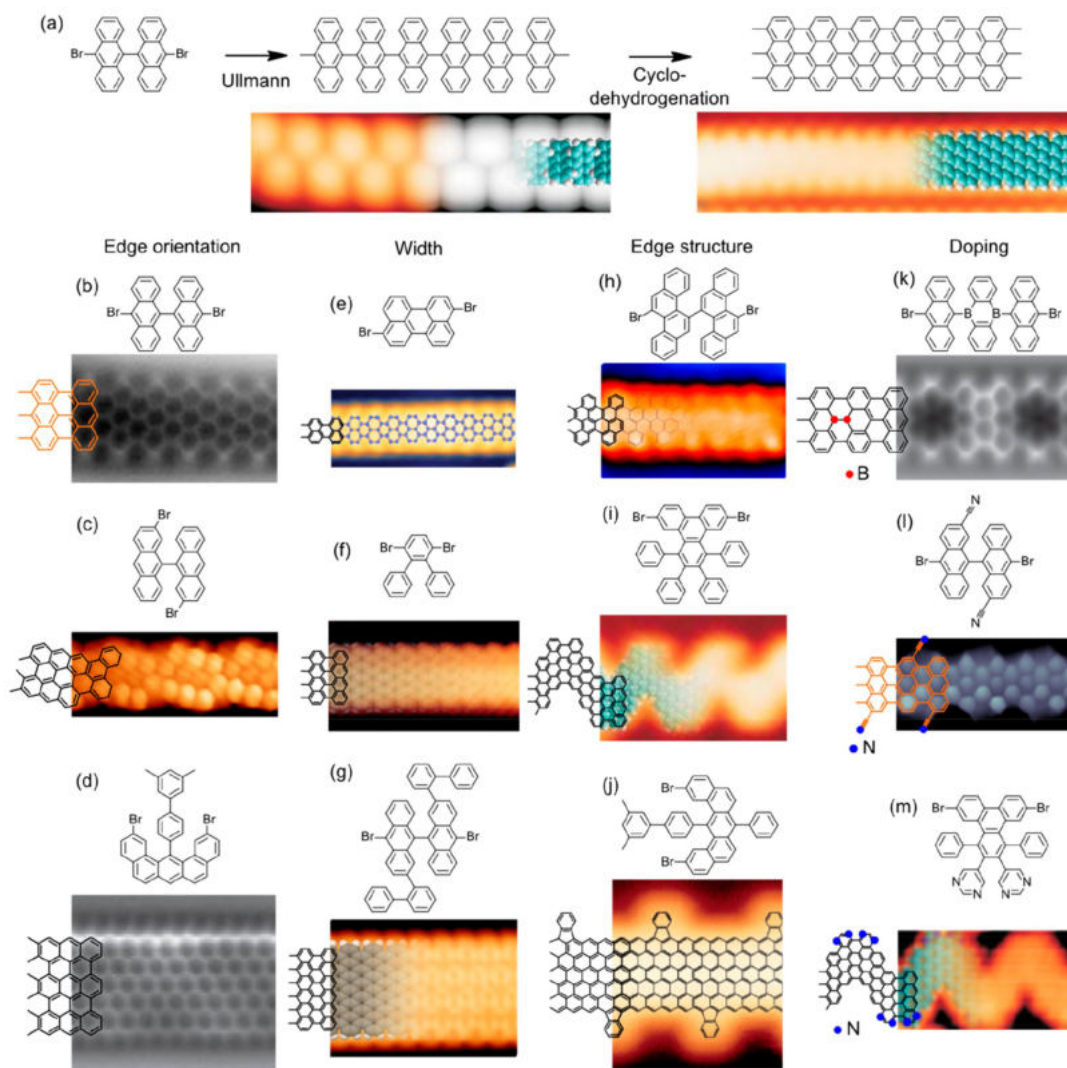 (a)
Br
Br
Ullmann
Cyclo-
dehydrogenation
Edge orientation
Width
Edge structure
Doping
(b)
Br
Br
(e)
Br
Br
(h)
Br
Br
(k)
Br
B
B
Br
B
(c)
Br
Br
(f)
Br
Br
(i)
Br
Br
(l)
N
Br
Br
N
N
(d)
Br
Br
(g)
Br
Br
(j)
Br
Br
(m)
Br
Br
N
N
N
N
N